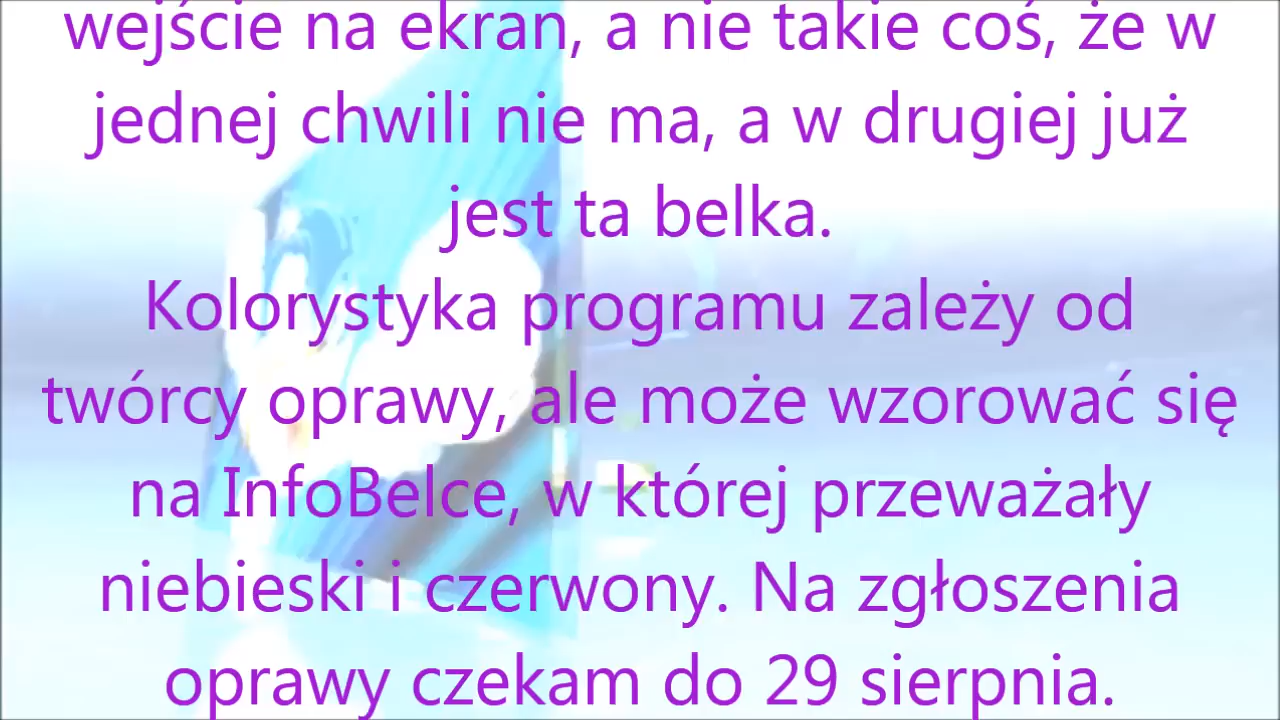 wejście na ekran, a nie takie coś, że w
jednej chwili nie ma, a w drugiej już
jest ta belka.
Kolorystyka programu zależy od
twórcy oprawy, ale może wzorować się
na InfoBelce, w której przeważały
niebieski i czerwony. Na zgłoszenia
oprawy czekam do 29 sierpnia.